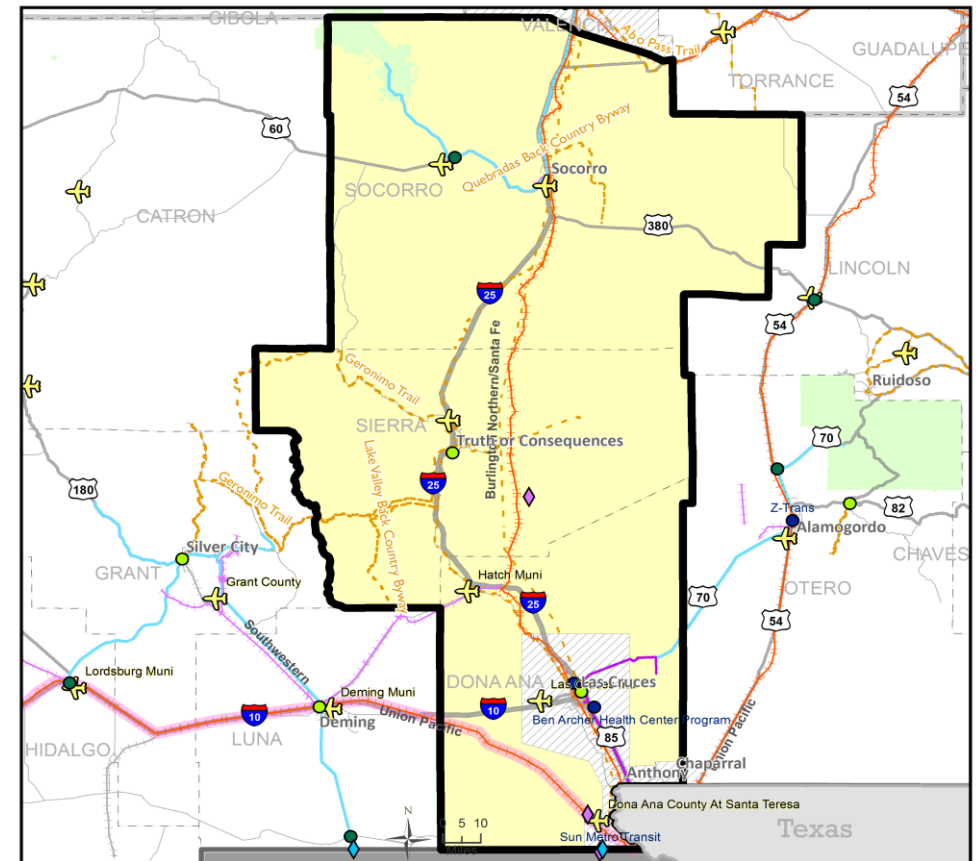 CIBOLA
VALENCIA
Abo Pass Trail
GUADALUPE
TORRANCE
54
60
Quebradas Back Country Byway
Socorro
SOCORRO
CATRON
380
LINCOLN
25
54
Burlington Northern/Santa Fe
Geronimo Trail
Ruidoso
SIERRA
Truth or Consequences
70
Lake Valley Back Country Byway
25
180
Geronimo Trail
82
Z-Trans
Alamogordo
Silver City
CHAVES
GRANT
Hatch Muni
Grant County
OTERO
70
25
54
Southwestern
Lordsburg Muni
DONA ANA
Las Cruces
Deming Muni
10
10
Union Pacific
Ben Archer Health Center Program
Deming
85
LUNA
HIDALGO
Union Pacific
Chaparral
Anthony
Dona Ana County At Santa Teresa
N
0 5 10
Miles
Sun Metro Transit
Texas